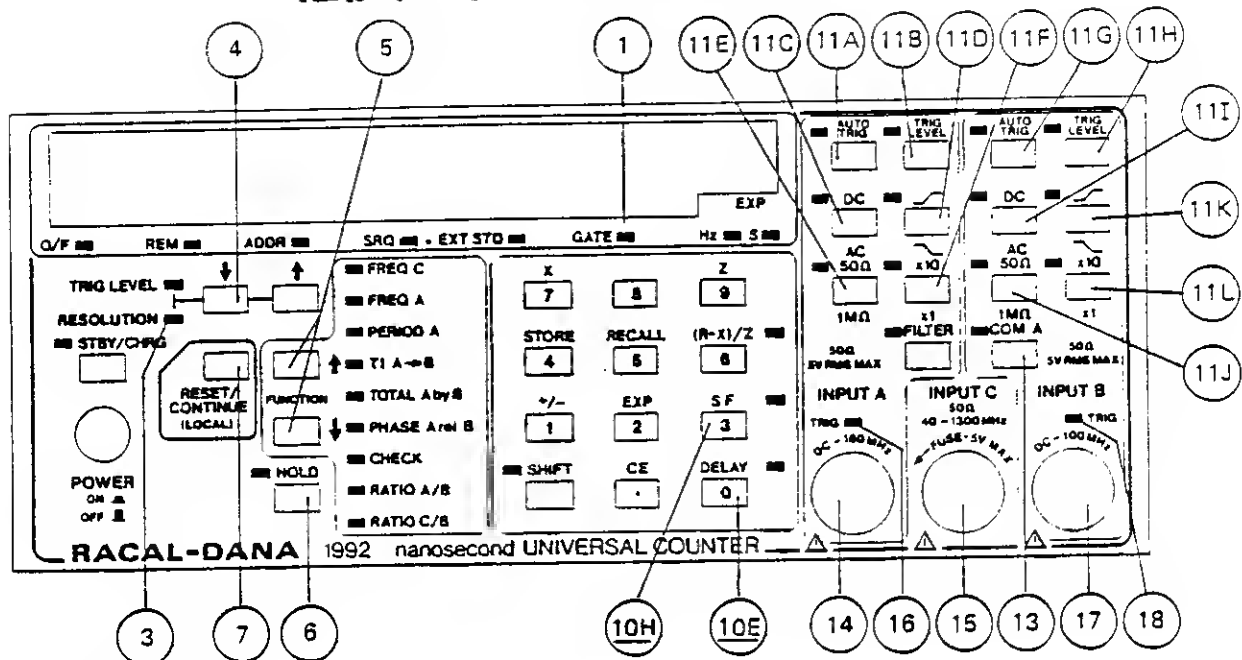 4 5 1 11E 11C 11A 11B 11D 11F 11G 11H
AUTO TRIG
TRIG LEVEL
AUTO TRIG
TRIG LEVEL
11I
EXP
DC
DC
11K
O/F REM ADDR SRQ EXT STD GATE Hz S
TRIG LEVEL
RESOLUTION
STBY/CHRG
RESET/
CONTINUE
(LOCAL)
FUNCTION
HOLD
POWER
ON
OFF
FREQ C
FREQ A
PERIOD A
T1 A→B
TOTAL A by B
PHASE A rel B
CHECK
RATIO A/B
RATIO C/B
X Z
7 8 9
STORE RECALL (R-X)/Z
4 5 6
+/- EXP SF
1 2 3
SHIFT CE DELAY
. 0
AC
50Ω
x10
AC
50Ω
x10
11L
1MΩ
x1
1MΩ
x1
FILTER
COM A
50Ω
5V RMS MAX
50Ω
5V RMS MAX
11J
INPUT A
INPUT C
50Ω
40-1300 MHz
INPUT B
TRIG
TRIG
DC-100 MHz
FUSE-5V MAX
DC-100 MHz
RACAL-DANA 1992 nanosecond UNIVERSAL COUNTER
3 7 6 10H 10E 14 16 15 13 17 18